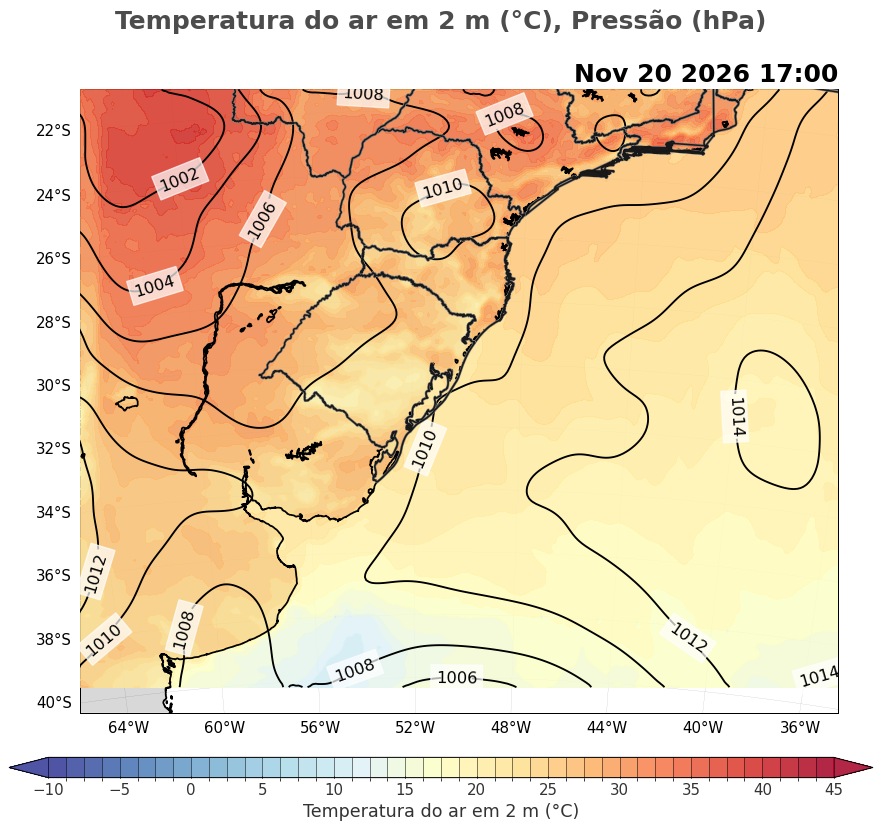 Temperatura do ar em 2 m (°C), Pressão (hPa)
Nov 20 2026 17:00
1008
1008
22°S
1002
1010
24°S
1006
26°S
1004
28°S
30°S
1014
1010
32°S
34°S
1012
36°S
1008
1010
1012
38°S
1008
1006
1014
40°S
64°W 60°W 56°W 52°W 48°W 44°W 40°W 36°W
−10 −5 0 5 10 15 20 25 30 35 40 45
Temperatura do ar em 2 m (°C)